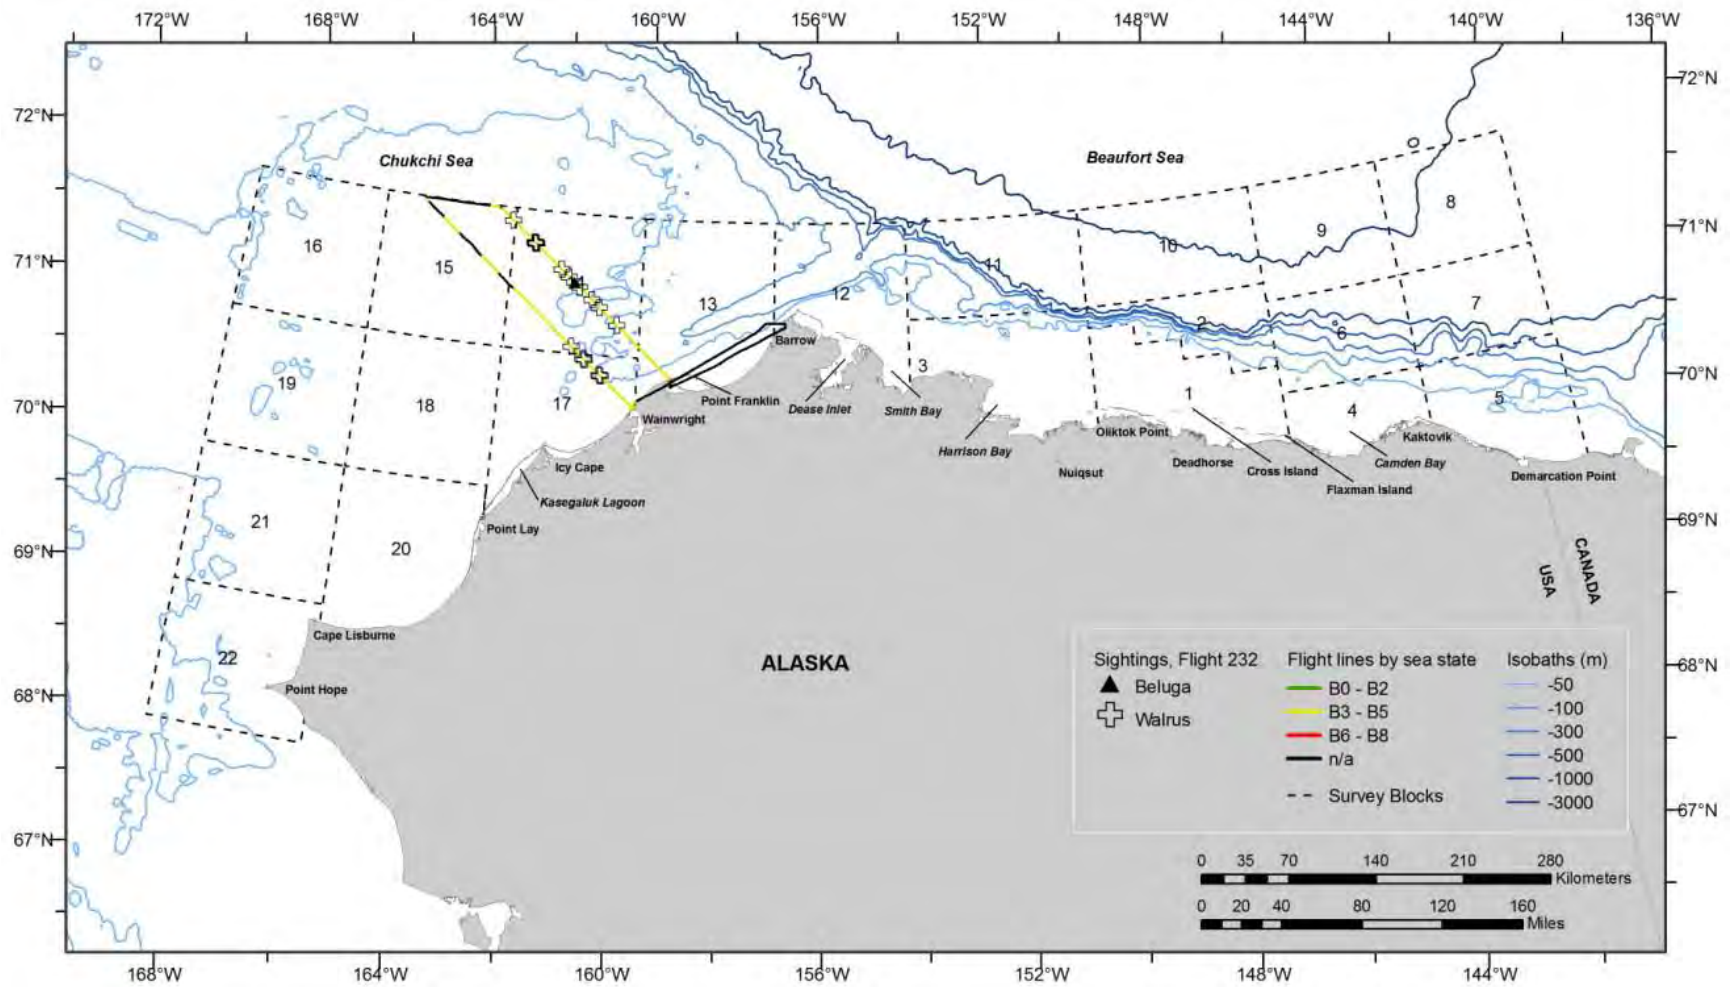 172°W 168°W 164°W 160°W 156°W 152°W 148°W 144°W 140°W 136°W
72°N 72°N
Chukchi Sea Beaufort Sea
8
9
71°N 16 10 71°N
15 11
13 12 7
2 6
Barrow
70°N 19 18 17 3 70°N
Point Franklin Dease Inlet Smith Bay 1 4 5
Wainwright
Oliktok Point Kaktovik
Harrison Bay
Icy Cape Nuiqsut Deadhorse Cross Island Camden Bay
Demarcation Point
Flaxman Island
Kasegaluk Lagoon
21 Point Lay 69°N
69°N 20
USA CANADA
Cape Lisburne
22
ALASKA
Point Hope
68°N 68°N
Sightings, Flight 232
Beluga
Walrus
Flight lines by sea state
B0 - B2
B3 - B5
B6 - B8
n/a
Survey Blocks
Isobaths (m)
-50
-100
-300
-500
-1000
-3000
67°N 67°N
0 35 70 140 210 280
Kilometers
0 20 40 80 120 160
Miles
168°W 164°W 160°W 156°W 152°W 148°W 144°W